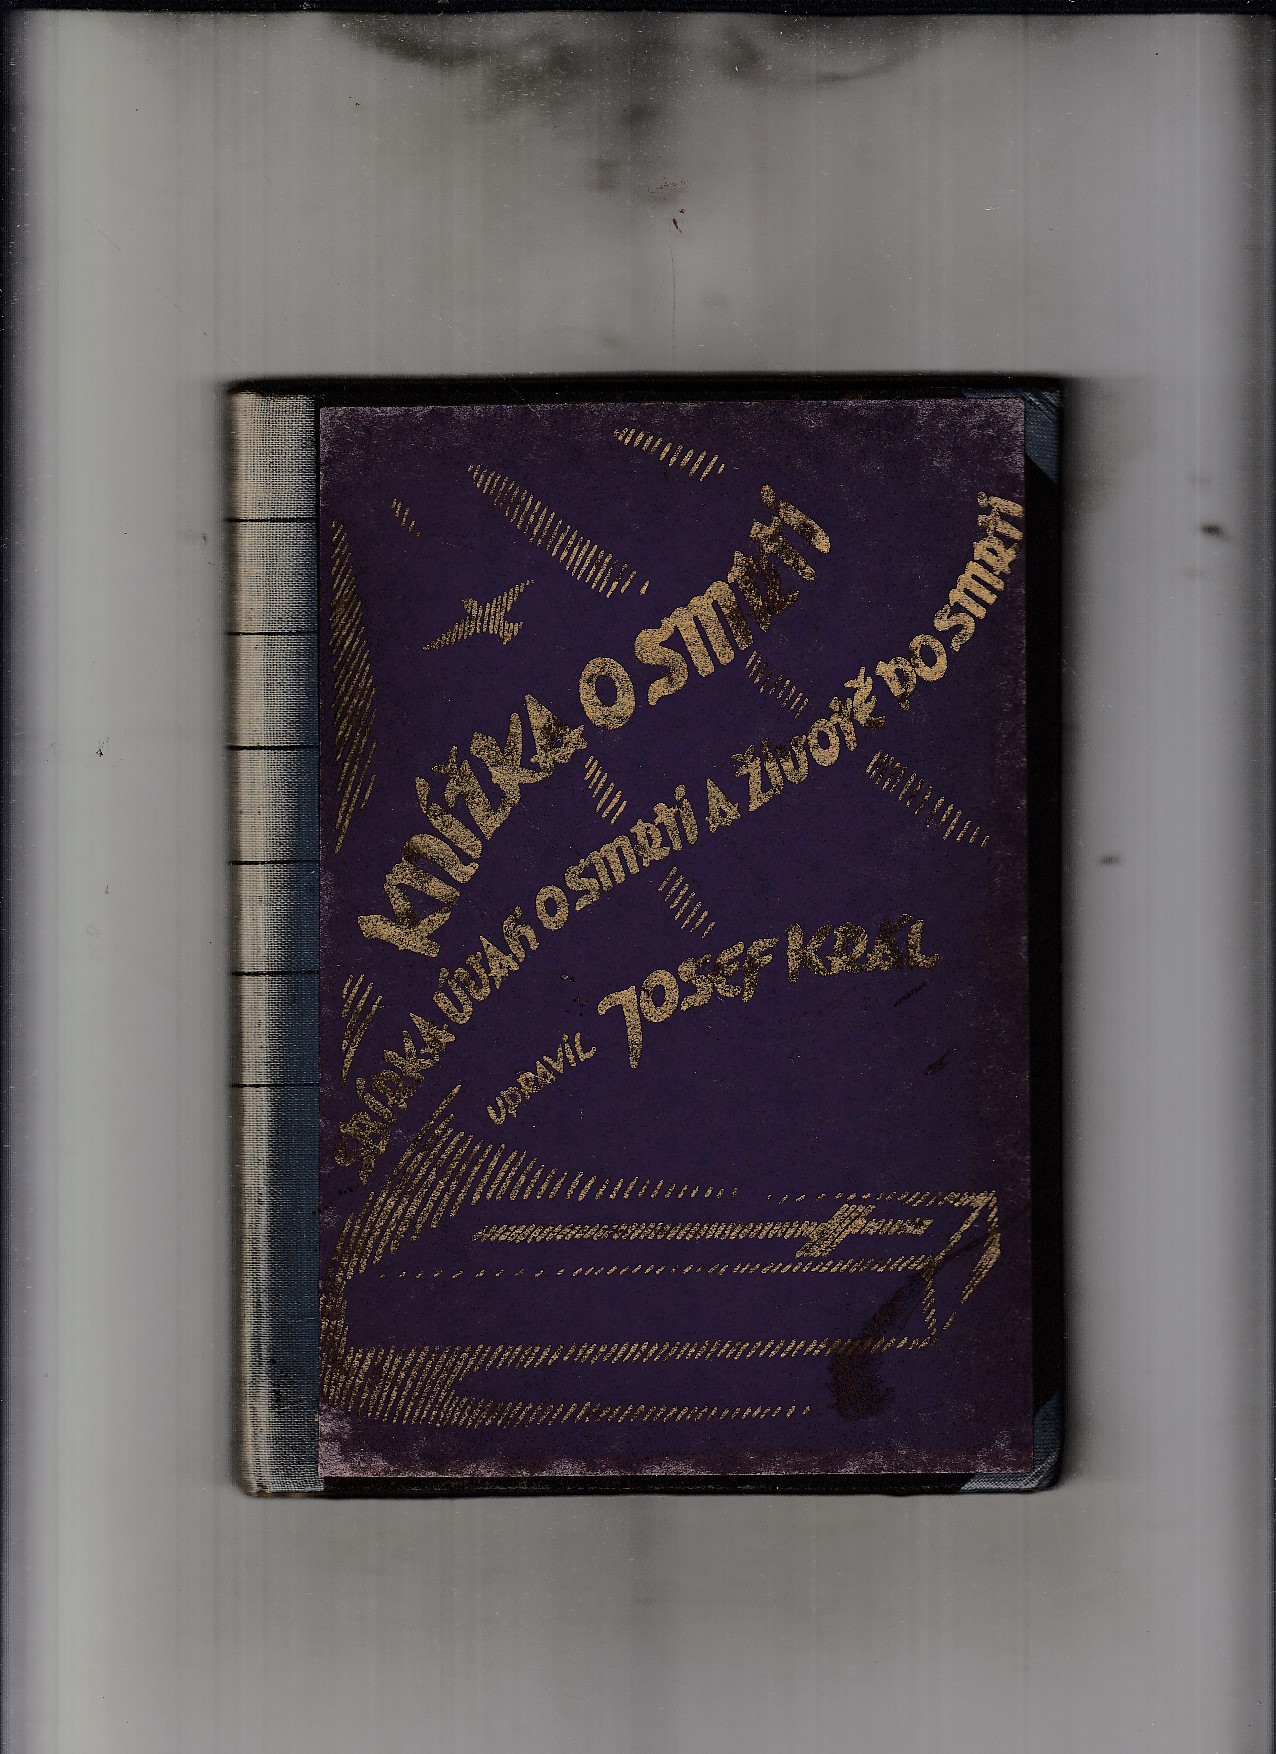 KNÍŽKA O SMRTI
SBÍRKA ÚVAH O SMRTI A ŽIVOTĚ PO SMRTI
UPRAVIL JOSEF KRÁL